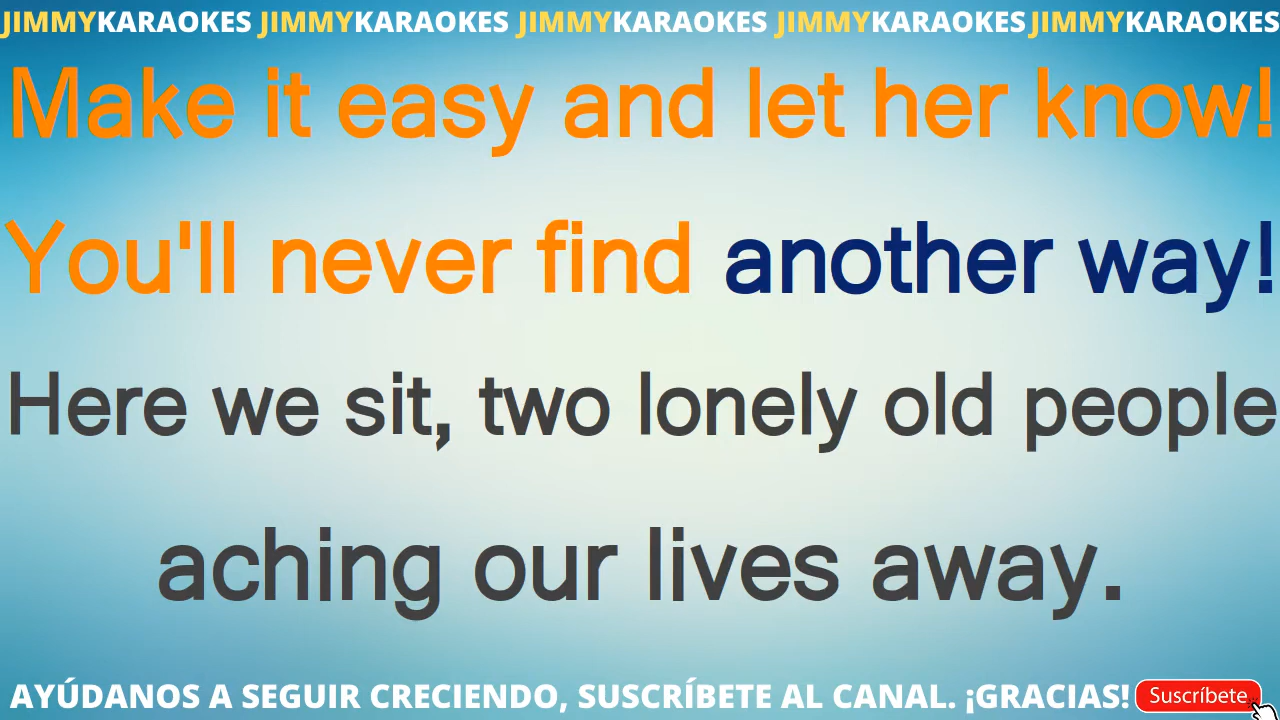 JIMMYKARAOKES JIMMYKARAOKES JIMMYKARAOKES JIMMYKARAOKES JIMMYKARAOKES
Make it easy and let her know!
You'll never find another way!
Here we sit, two lonely old people
aching our lives away.
AYÚDANOS A SEGUIR CRECIENDO, SUSCRÍBETE AL CANAL. ¡GRACIAS! Suscríbete